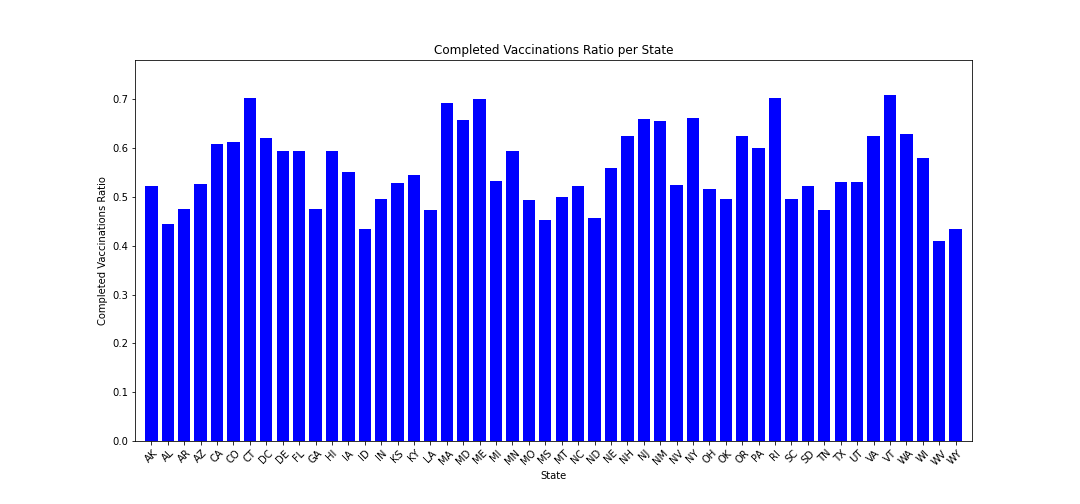 Completed Vaccinations Ratio per State
Completed Vaccinations Ratio
0.7
0.6
0.5
0.4
0.3
0.2
0.1
0.0
AK AL AR AZ CA CO CT DC DE FL GA HI IA ID IN KS KY LA MA MD ME MI MN MO MS MT NC ND NE NH NJ NM NV NY OH OK OR PA RI SC SD TN TX UT VA VT WA WI WV WY
State